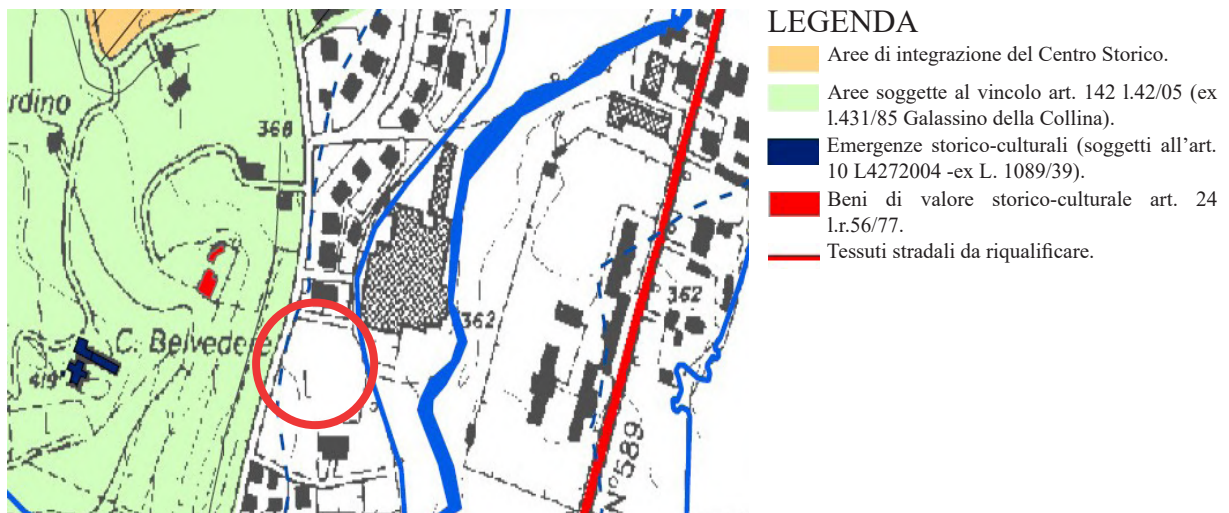 rdino
368
C. Belvedere
419
362
362
N°589
LEGENDA
Aree di integrazione del Centro Storico.
Aree soggette al vincolo art. 142 l.42/05 (ex
l.431/85 Galassino della Collina).
Emergenze storico-culturali (soggetti all’art.
10 L4272004 -ex L. 1089/39).
Beni di valore storico-culturale art. 24
l.r.56/77.
Tessuti stradali da riqualificare.